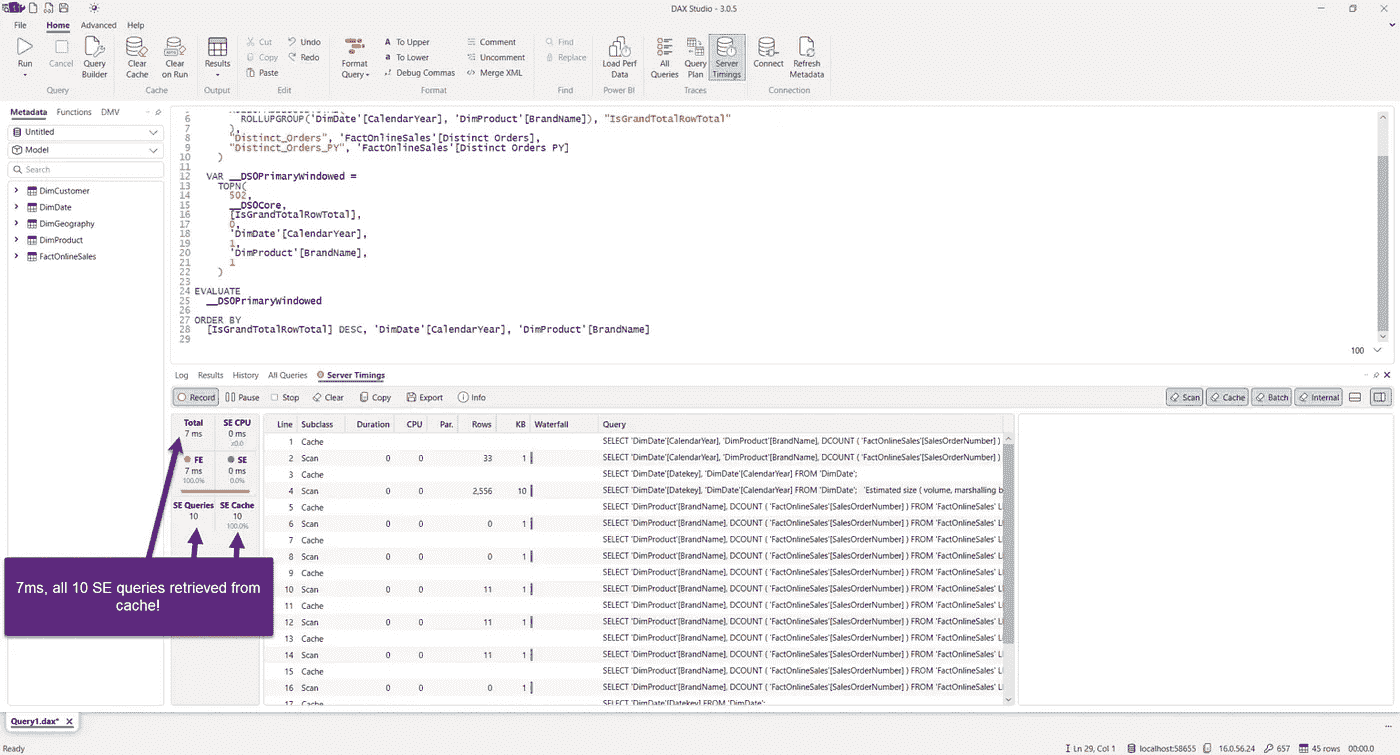 DAX Studio - 3.0.5
File Home Advanced Help
Run Cancel Query Builder Clear Cache Clear on Run Results Cut Copy Paste Undo Redo Format Query To Upper To Lower Debug Commas Comment Uncomment Merge XML Find Replace Load Perf Data All Queries Query Plan Server Timings Connect Refresh Metadata
Query Cache Output Edit Format Find Power BI Traces Connection
Metadata Functions DMV
Untitled
Model
Search
DimCustomer
DimDate
DimGeography
DimProduct
FactOnlineSales
6 ROLLUPGROUP('DimDate'[CalendarYear], 'DimProduct'[BrandName]), "IsGrandTotalRowTotal"
7 ),
8 "Distinct_Orders", 'FactOnlineSales'[Distinct Orders],
9 "Distinct_Orders_PY", 'FactOnlineSales'[Distinct Orders PY]
10 )
11
12 VAR __DS0PrimaryWindowed =
13 TOPN(
14 502,
15 __DS0Core,
16 [IsGrandTotalRowTotal],
17 0,
18 'DimDate'[CalendarYear],
19 1,
20 'DimProduct'[BrandName],
21 1
22 )
23
24 EVALUATE
25 __DS0PrimaryWindowed
26
27 ORDER BY
28 [IsGrandTotalRowTotal] DESC, 'DimDate'[CalendarYear], 'DimProduct'[BrandName]
29
100
Log Results History All Queries Server Timings
Record Pause Stop Clear Copy Export Info Scan Cache Batch Internal
Total SE CPU
7 ms 0 ms
x0.0
FE SE
7 ms 0 ms
100.0% 0.0%
SE Queries SE Cache
10 10
100.0%
7ms, all 10 SE queries retrieved from
cache!
Line Subclass Duration CPU Par. Rows KB Waterfall Query
1 Cache SELECT 'DimDate'[CalendarYear], 'DimProduct'[BrandName], DCOUNT ( 'FactOnlineSales'[SalesOrderNumber] )
2 Scan 0 0 33 1 SELECT 'DimDate'[CalendarYear], 'DimProduct'[BrandName], DCOUNT ( 'FactOnlineSales'[SalesOrderNumber] )
3 Cache SELECT 'DimDate'[Datekey], 'DimDate'[CalendarYear] FROM 'DimDate';
4 Scan 0 0 2,556 10 SELECT 'DimDate'[Datekey], 'DimDate'[CalendarYear] FROM 'DimDate'; 'Estimated size ( volume, marshalling b
5 Cache SELECT 'DimProduct'[BrandName], DCOUNT ( 'FactOnlineSales'[SalesOrderNumber] ) FROM 'FactOnlineSales' L
6 Scan 0 0 0 1 SELECT 'DimProduct'[BrandName], DCOUNT ( 'FactOnlineSales'[SalesOrderNumber] ) FROM 'FactOnlineSales' L
7 Cache SELECT 'DimProduct'[BrandName], DCOUNT ( 'FactOnlineSales'[SalesOrderNumber] ) FROM 'FactOnlineSales' L
8 Scan 0 0 0 1 SELECT 'DimProduct'[BrandName], DCOUNT ( 'FactOnlineSales'[SalesOrderNumber] ) FROM 'FactOnlineSales' L
9 Cache SELECT 'DimProduct'[BrandName], DCOUNT ( 'FactOnlineSales'[SalesOrderNumber] ) FROM 'FactOnlineSales' L
10 Scan 0 0 11 1 SELECT 'DimProduct'[BrandName], DCOUNT ( 'FactOnlineSales'[SalesOrderNumber] ) FROM 'FactOnlineSales' L
11 Cache SELECT 'DimProduct'[BrandName], DCOUNT ( 'FactOnlineSales'[SalesOrderNumber] ) FROM 'FactOnlineSales' L
12 Scan 0 0 11 1 SELECT 'DimProduct'[BrandName], DCOUNT ( 'FactOnlineSales'[SalesOrderNumber] ) FROM 'FactOnlineSales' L
13 Cache SELECT 'DimProduct'[BrandName], DCOUNT ( 'FactOnlineSales'[SalesOrderNumber] ) FROM 'FactOnlineSales' L
14 Scan 0 0 11 1 SELECT 'DimProduct'[BrandName], DCOUNT ( 'FactOnlineSales'[SalesOrderNumber] ) FROM 'FactOnlineSales' L
15 Cache SELECT 'DimProduct'[BrandName], DCOUNT ( 'FactOnlineSales'[SalesOrderNumber] ) FROM 'FactOnlineSales' L
16 Scan 0 0 0 1 SELECT 'DimProduct'[BrandName], DCOUNT ( 'FactOnlineSales'[SalesOrderNumber] ) FROM 'FactOnlineSales' L
17 Cache SELECT 'DimDate'[Datekey] FROM 'DimDate';
Query1.dax*
Ready Ln 29, Col 1 localhost:58655 16.0.56.24 657 45 rows 00:00.0